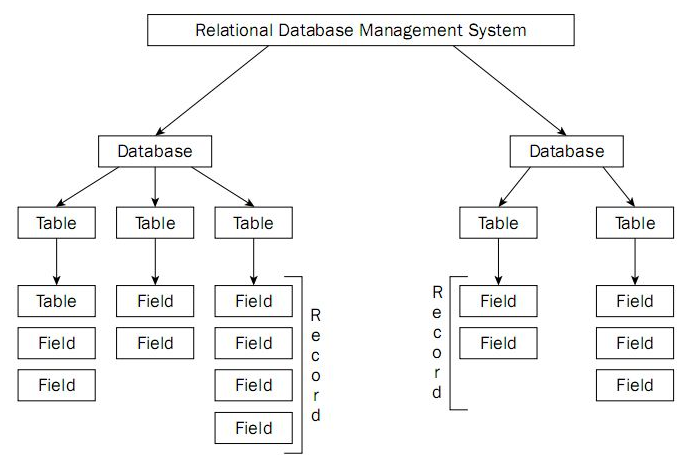 Relational Database Management System
Database Database
Table Table Table Table Table
Table Field Field Field Field
Field Field Field Field Field
Field Field Field
Field
Record
Record